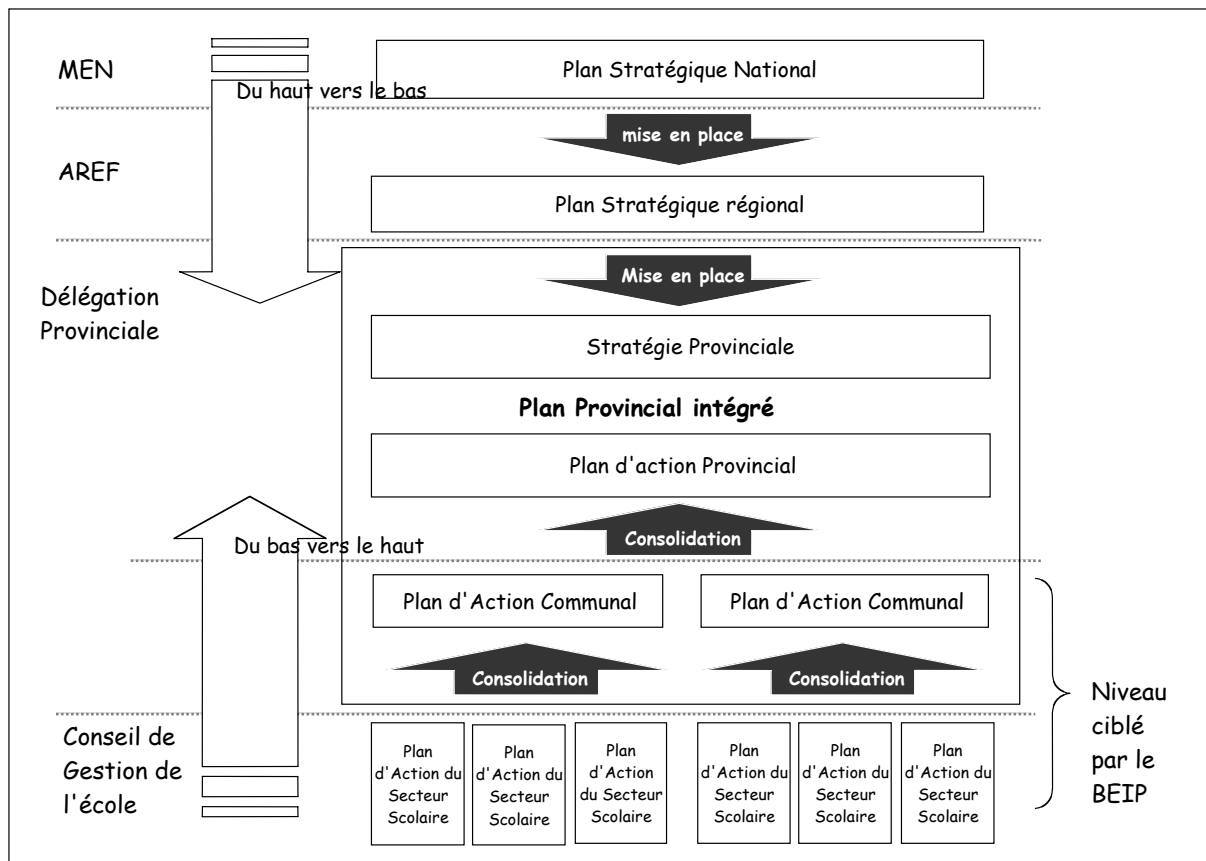 MEN
Du haut vers le bas
Plan Stratégique National
mise en place
AREF
Plan Stratégique régional
Mise en place
Délégation
Provinciale
Stratégie Provinciale
Plan Provincial intégré
Plan d'action Provincial
Consolidation
Du bas vers le haut
Plan d'Action Communal
Plan d'Action Communal
Consolidation
Consolidation
Niveau
ciblé
par le
BEIP
Conseil de
Gestion de
l'école
Plan
d'Action du
Secteur
Scolaire
Plan
d'Action du
Secteur
Scolaire
Plan
d'Action
du Secteur
Scolaire
Plan
d'Action du
Secteur
Scolaire
Plan
d'Action du
Secteur
Scolaire
Plan
d'Action du
Secteur
Scolaire